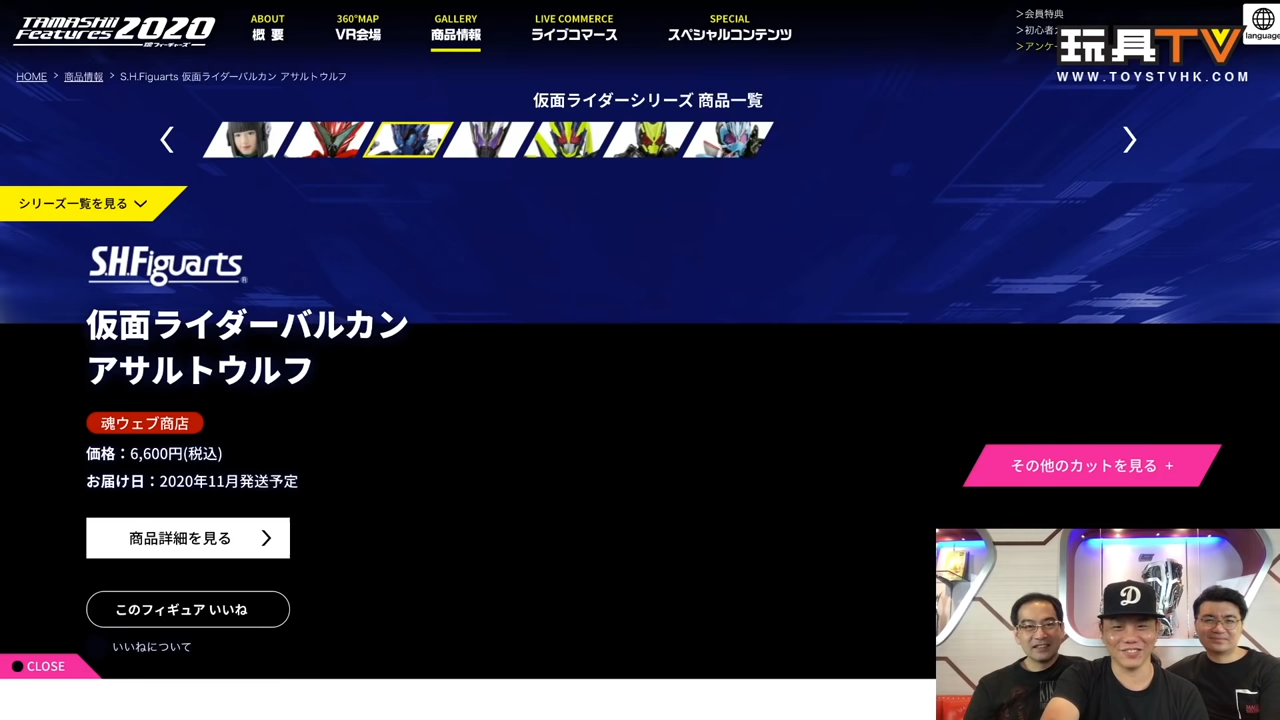 TAMASHII
Features 2020
魂フィーチャーズ
ABOUT
概 要
360°MAP
VR会場
GALLERY
商品情報
LIVE COMMERCE
ライブコマース
SPECIAL
スペシャルコンテンツ
＞会員特典
＞初心者
＞アンケ
language
玩具TV
WWW.TOYSTVHK.COM
HOME > 商品情報 > S.H.Figuarts 仮面ライダーバルカン アサルトウルフ
仮面ライダーシリーズ 商品一覧
シリーズ一覧を見る
S.H.Figuarts®
仮面ライダーバルカン
アサルトウルフ
魂ウェブ商店
価格：6,600円(税込)
お届け日：2020年11月発送予定
商品詳細を見る
このフィギュア いいね
いいねについて
その他のカットを見る +
CLOSE
D